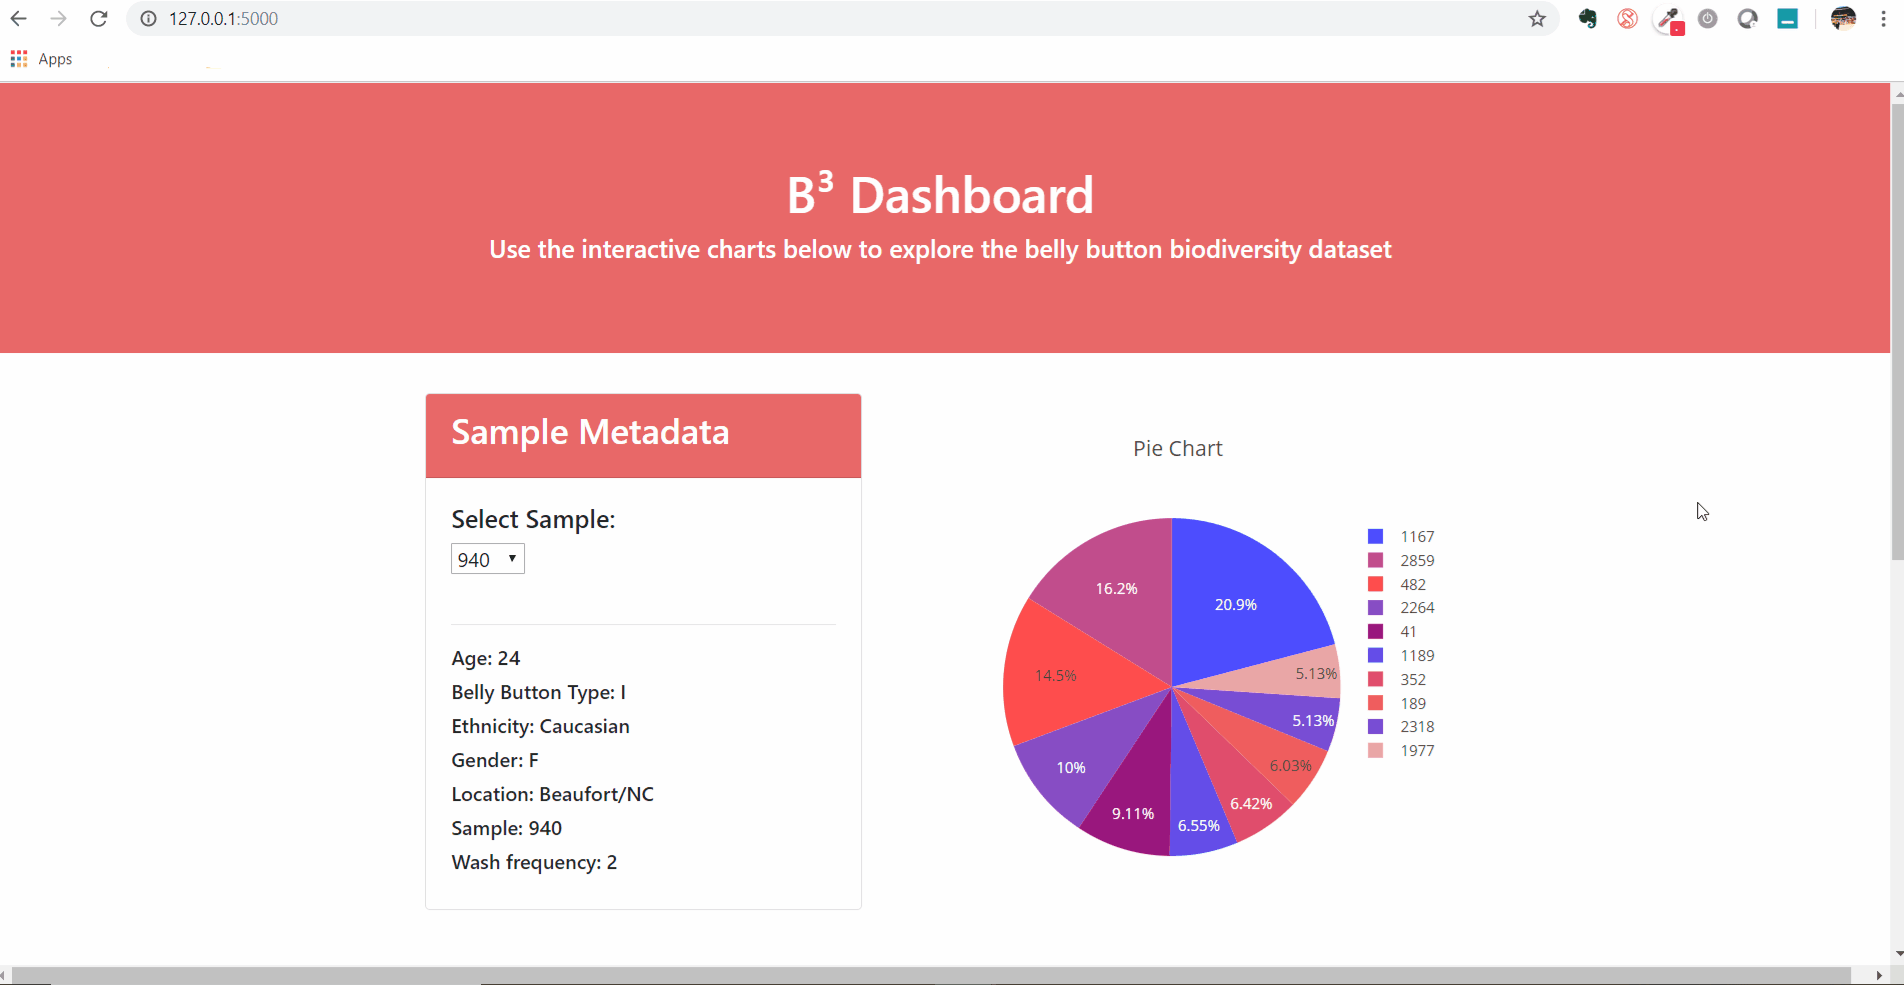 127.0.0.1:5000
Apps
B³ Dashboard
Use the interactive charts below to explore the belly button biodiversity dataset
Sample Metadata
Select Sample:
940
Age: 24
Belly Button Type: I
Ethnicity: Caucasian
Gender: F
Location: Beaufort/NC
Sample: 940
Wash frequency: 2
Pie Chart
16.2%
20.9%
14.5%
5.13%
5.13%
10%
6.03%
9.11%
6.55%
6.42%
1167
2859
482
2264
41
1189
352
189
2318
1977